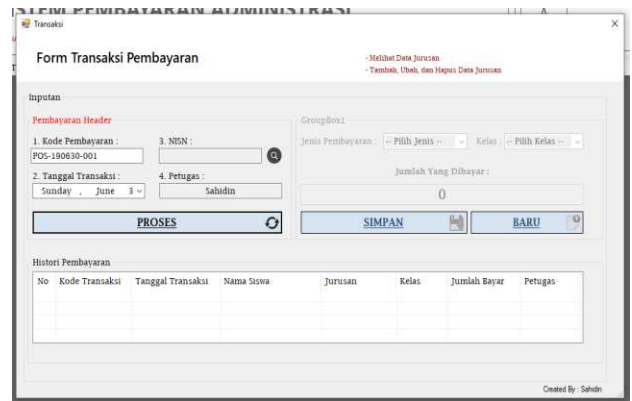 SISTEM PEMBAYARAN ADMINISTRASI
Transaksi
Form Transaksi Pembayaran
- Melihat Data Jurusan
- Tambah, Ubah, dan Hapus Data Jurusan
Inputan
Pembayaran Header
1. Kode Pembayaran :
3. NISN :
POS-190630-001
2. Tanggal Transaksi :
4. Petugas :
Sunday , June 3
Sahidin
PROSES
GroupBox1
Jenis Pembayaran :
-- Pilih Jenis --
Kelas :
-- Pilih Kelas --
Jumlah Yang Dibayar :
0
SIMPAN
BARU
Histori Pembayaran
No Kode Transaksi Tanggal Transaksi Nama Siswa Jurusan Kelas Jumlah Bayar Petugas
Created By : Sahidin